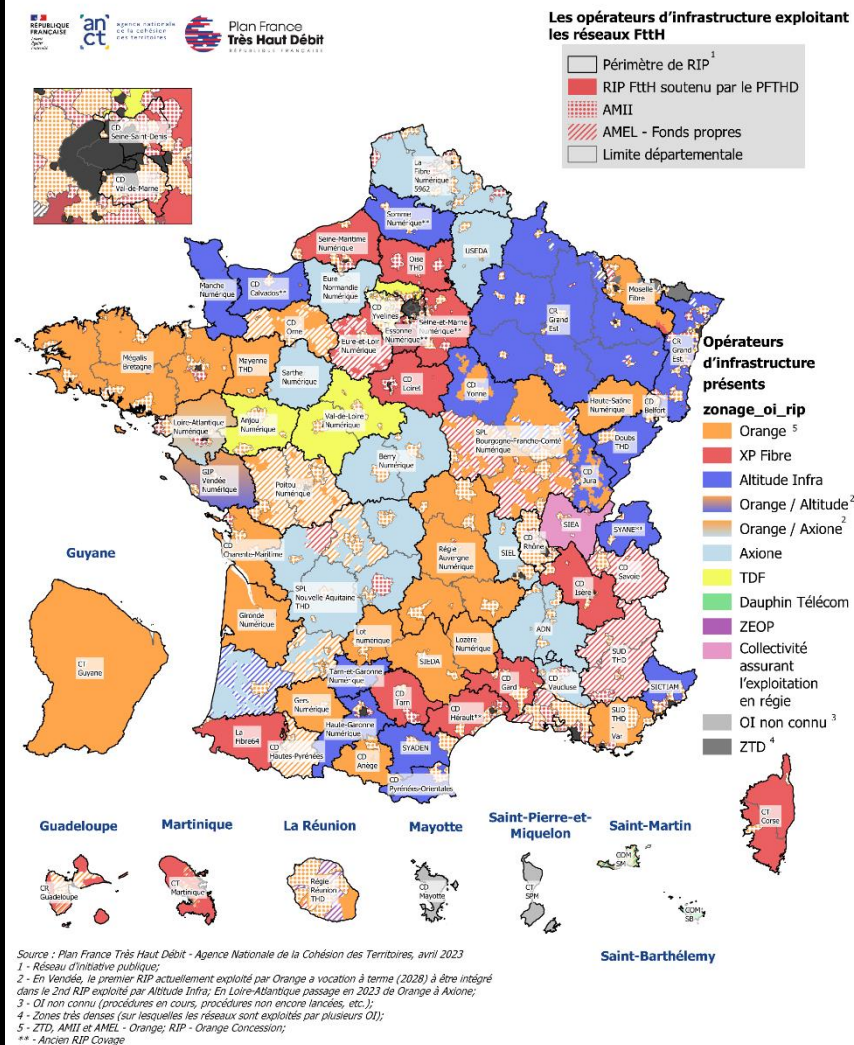 RÉPUBLIQUE
FRANÇAISE
Liberté
Égalité
Fraternité
anct
agence nationale
de la cohésion
des territoires
Plan France
Très Haut Débit
RÉPUBLIQUE FRANÇAISE
Les opérateurs d'infrastructure exploitant
les réseaux FttH
Périmètre de RIP 1
RIP FttH soutenu par le PFTHD
AMII
AMEL - Fonds propres
Limite départementale
CD
Seine-Saint-Denis
CD
Val-de-Marne
La
Fibre
Numérique
5962
Somme
Numérique**
Seine-Maritime
Numérique
Oise
THD
USEDA
Manche
Numérique
CD
Calvados**
Eure
Normandie
Numérique
CD
Yvelines
Moselle
Fibre
CD
Orne
Essonne
Numérique**
Seine-et-Marne
Numérique**
CR
Grand
Est
CR
Grand
Est
Mégalis
Bretagne
Mayenne
THD
Eure-et-Loir
Numérique
Sarthe
Numérique
CD
Loiret
CD
Yonne
Haute-Saône
Numérique
CD
Belfort
Loire-Atlantique
Numérique
Anjou
Numérique
Val-de-Loire
Numérique
SPL
Bourgogne-Franche-Comté
Numérique
Doubs
THD
GIP
Vendée
Numérique
Berry
Numérique
CD
Jura
Poitou
Numérique
CD
Charente-Maritime
Régie
Auvergne
Numérique
SIEL
CD
Rhône
SIEA
SYANE**
SPL
Nouvelle Aquitaine
THD
CD
Isère
CD
Savoie
Gironde
Numérique
Lot
numérique
Lozère
Numérique
ADN
SUD
THD
SIEDA
Tarn-et-Garonne
Numérique
CD
Tarn
CD
Gard
CD
Vaucluse
SICTIAM
Gers
Numérique
Haute-Garonne
Numérique
CD
Hérault**
SUD
THD
-
Var
La
Fibre64
CD
Hautes-Pyrénées
CD
Ariège
SYADEN
CD
Pyrénées-Orientales
CT
Corse
Opérateurs
d'infrastructure
présents
zonage_oi_rip
Orange 5
XP Fibre
Altitude Infra
Orange / Altitude 2
Orange / Axione 2
Axione
TDF
Dauphin Télécom
ZEOP
Collectivité
assurant
l'exploitation
en régie
OI non connu 3
ZTD 4
Guyane
CT
Guyane
Guadeloupe
CR
Guadeloupe
Martinique
CT
Martinique
La Réunion
Régie
Réunion
THD
Mayotte
CD
Mayotte
Saint-Pierre-et-
Miquelon
CT
SPM
Saint-Martin
COM
SM
COM
SB
Saint-Barthélemy
Source : Plan France Très Haut Débit - Agence Nationale de la Cohésion des Territoires, avril 2023
1 - Réseau d'initiative publique;
2 - En Vendée, le premier RIP actuellement exploité par Orange a vocation à terme (2028) à être intégré
dans le 2nd RIP exploité par Altitude Infra; En Loire-Atlantique passage en 2023 de Orange à Axione;
3 - OI non connu (procédures en cours, procédures non encore lancées, etc.);
4 - Zones très denses (sur lesquelles les réseaux sont exploités par plusieurs OI);
5 - ZTD, AMII et AMEL - Orange; RIP - Orange Concession;
** - Ancien RIP Covage